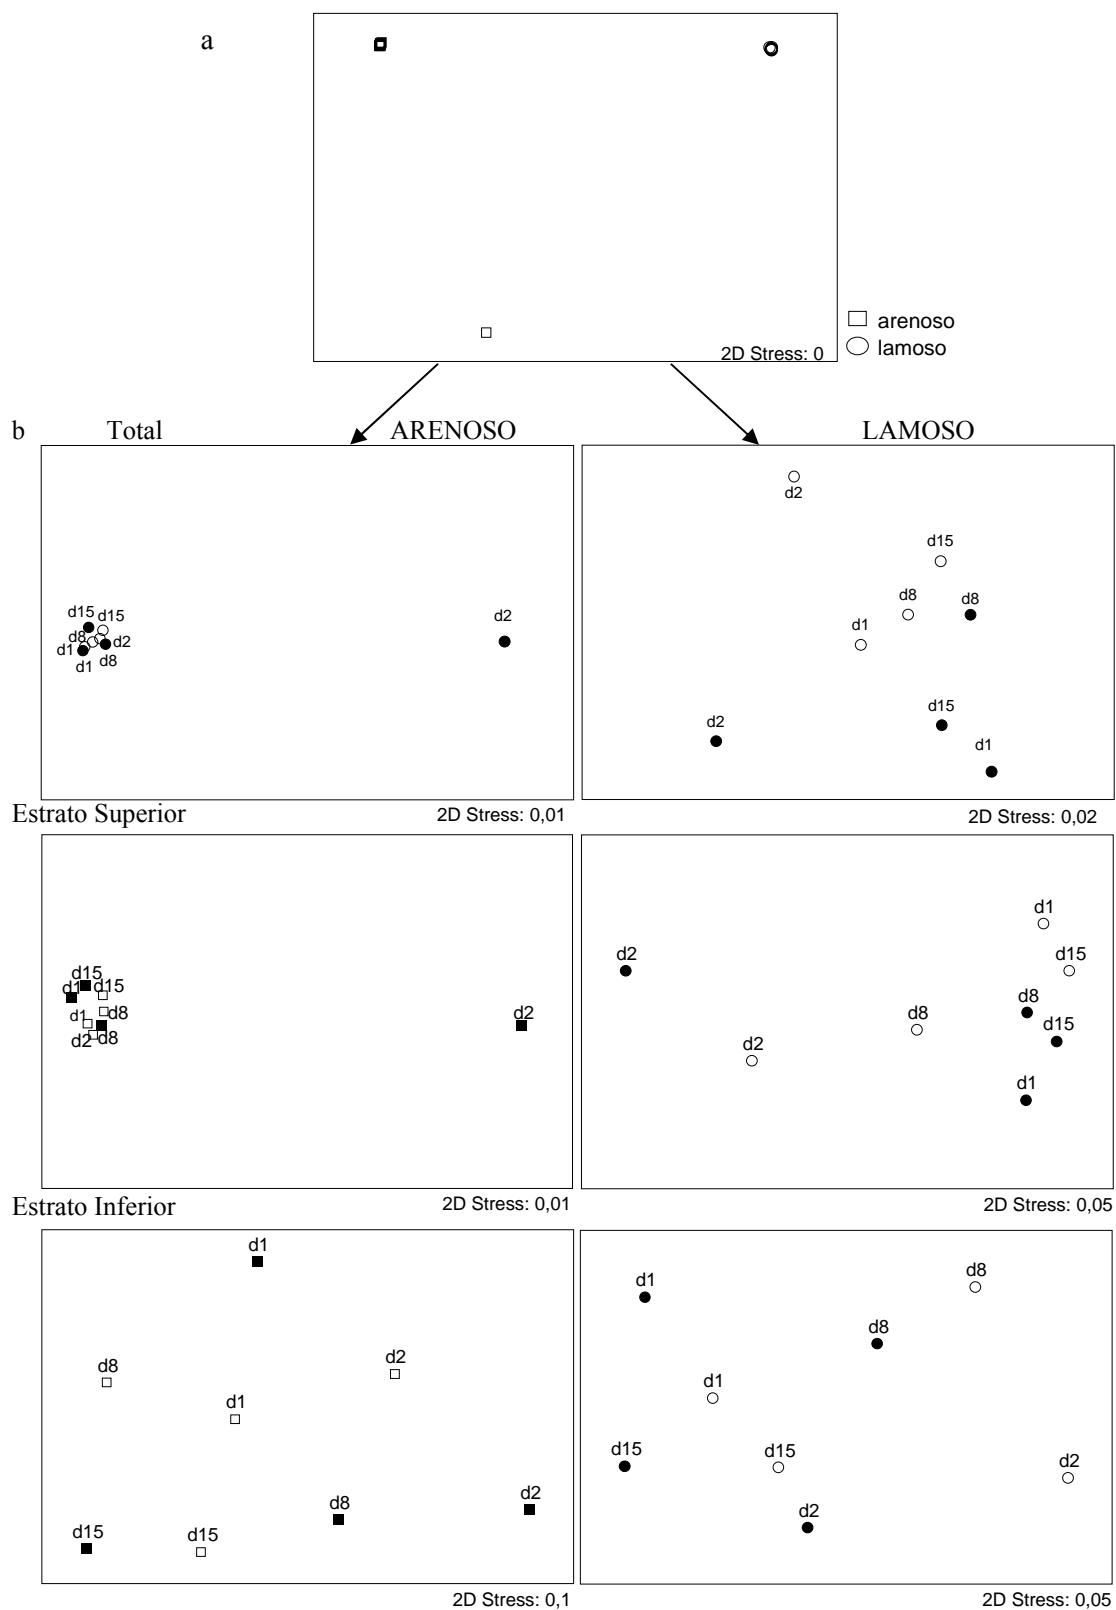 a
arenoso
2D Stress: 0
lamoso
b
Total
ARENOSO
LAMOSO
d15
d15
d8
d2
d1
d8
d1
d2
d2
d15
d8
d8
d1
d2
d15
d1
Estrato Superior
2D Stress: 0,01
2D Stress: 0,02
d15
d1
d15
d1
d8
d2
d8
d2
d1
d2
d15
d8
d8
d15
d2
d1
Estrato Inferior
2D Stress: 0,01
2D Stress: 0,05
d1
d8
d2
d1
d8
d2
d15
d15
d8
d1
d8
d1
d15
d15
d2
d2
2D Stress: 0,1
2D Stress: 0,05